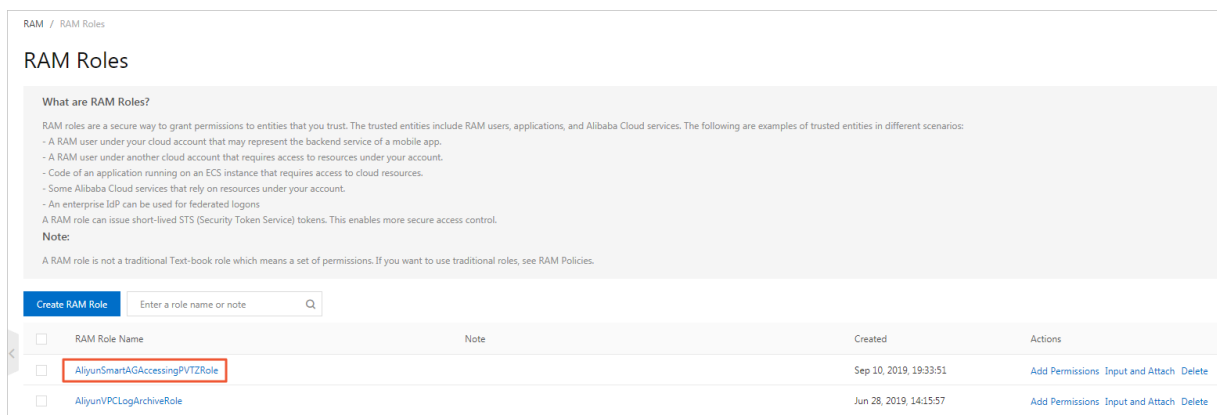 RAM / RAM Roles
RAM Roles
What are RAM Roles?
RAM roles are a secure way to grant permissions to entities that you trust. The trusted entities include RAM users, applications, and Alibaba Cloud services. The following are examples of trusted entities in different scenarios:
- A RAM user under your cloud account that may represent the backend service of a mobile app.
- A RAM user under another cloud account that requires access to resources under your account.
- Code of an application running on an ECS instance that requires access to cloud resources.
- Some Alibaba Cloud services that rely on resources under your account.
- An enterprise IdP can be used for federated logons
A RAM role can issue short-lived STS (Security Token Service) tokens. This enables more secure access control.
Note:
A RAM role is not a traditional Text-book role which means a set of permissions. If you want to use traditional roles, see RAM Policies.
Create RAM Role Enter a role name or note
RAM Role Name Note Created Actions
AliyunSmartAGAccessingPVTZRole Sep 10, 2019, 19:33:51 Add Permissions Input and Attach Delete
AliyunVPCLogArchiveRole Jun 28, 2019, 14:15:57 Add Permissions Input and Attach Delete